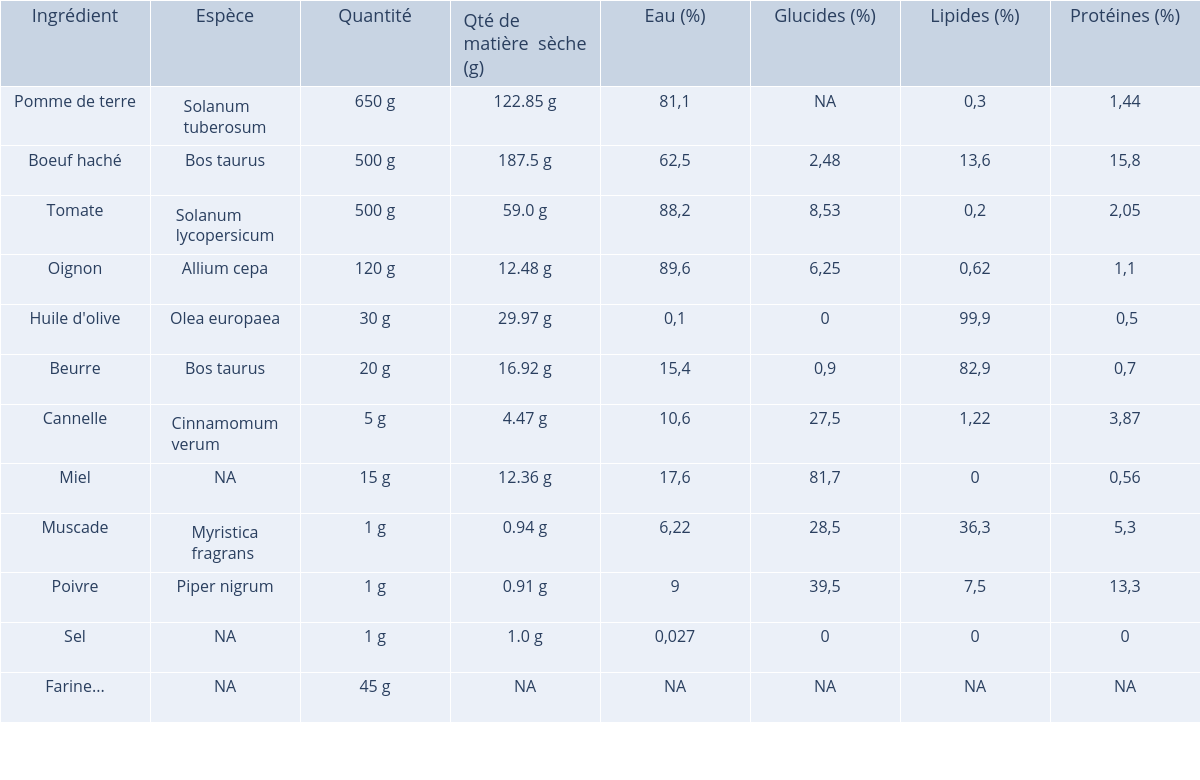 Ingrédient Espèce Quantité Qté de matière sèche (g) Eau (%) Glucides (%) Lipides (%) Protéines (%)
Pomme de terre Solanum tuberosum 650 g 122.85 g 81,1 NA 0,3 1,44
Boeuf haché Bos taurus 500 g 187.5 g 62,5 2,48 13,6 15,8
Tomate Solanum lycopersicum 500 g 59.0 g 88,2 8,53 0,2 2,05
Oignon Allium cepa 120 g 12.48 g 89,6 6,25 0,62 1,1
Huile d'olive Olea europaea 30 g 29.97 g 0,1 0 99,9 0,5
Beurre Bos taurus 20 g 16.92 g 15,4 0,9 82,9 0,7
Cannelle Cinnamomum verum 5 g 4.47 g 10,6 27,5 1,22 3,87
Miel NA 15 g 12.36 g 17,6 81,7 0 0,56
Muscade Myristica fragrans 1 g 0.94 g 6,22 28,5 36,3 5,3
Poivre Piper nigrum 1 g 0.91 g 9 39,5 7,5 13,3
Sel NA 1 g 1.0 g 0,027 0 0 0
Farine... NA 45 g NA NA NA NA NA